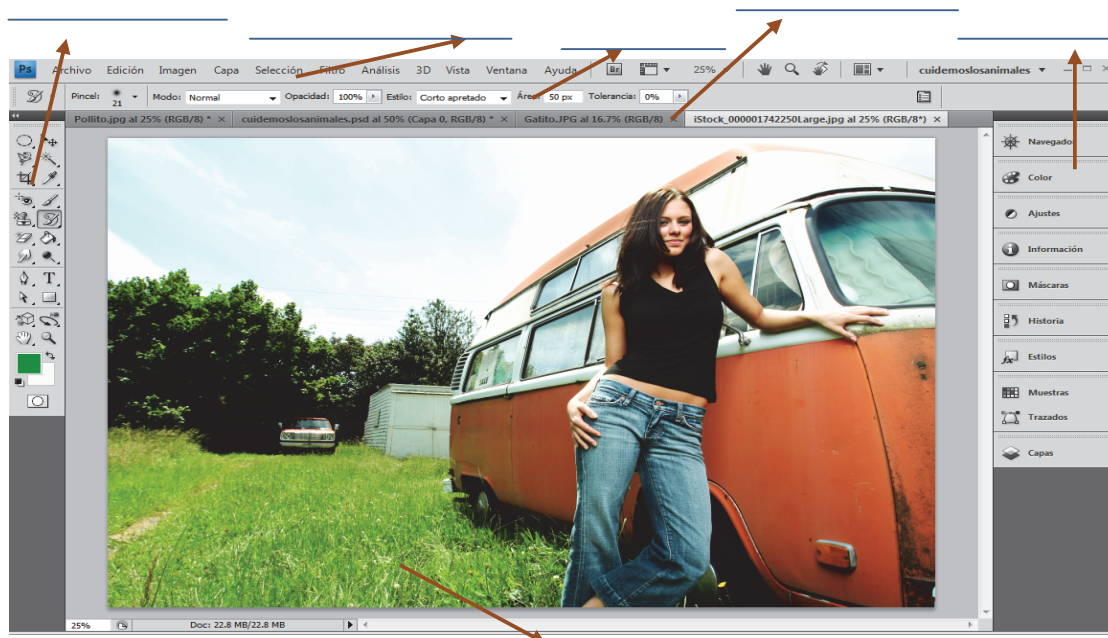 Ps Archivo Edición Imagen Capa Selección Filtro Análisis 3D Vista Ventana Ayuda Br 25% cuidemoslosanimales
Pincel: 21 Modo: Normal Opacidad: 100% Estilo: Corto apretado Área: 50 px Tolerancia: 0%
Pollito.jpg al 25% (RGB/8) * × cuidemoslosanimales.psd al 50% (Capa 0, RGB/8) * × Gatito.JPG al 16.7% (RGB/8) × iStock_000001742250Large.jpg al 25% (RGB/8*) ×
Navegador
Color
Ajustes
Información
Máscaras
Historia
Estilos
Muestras
Trazados
Capas
25% Doc: 22.8 MB/22.8 MB